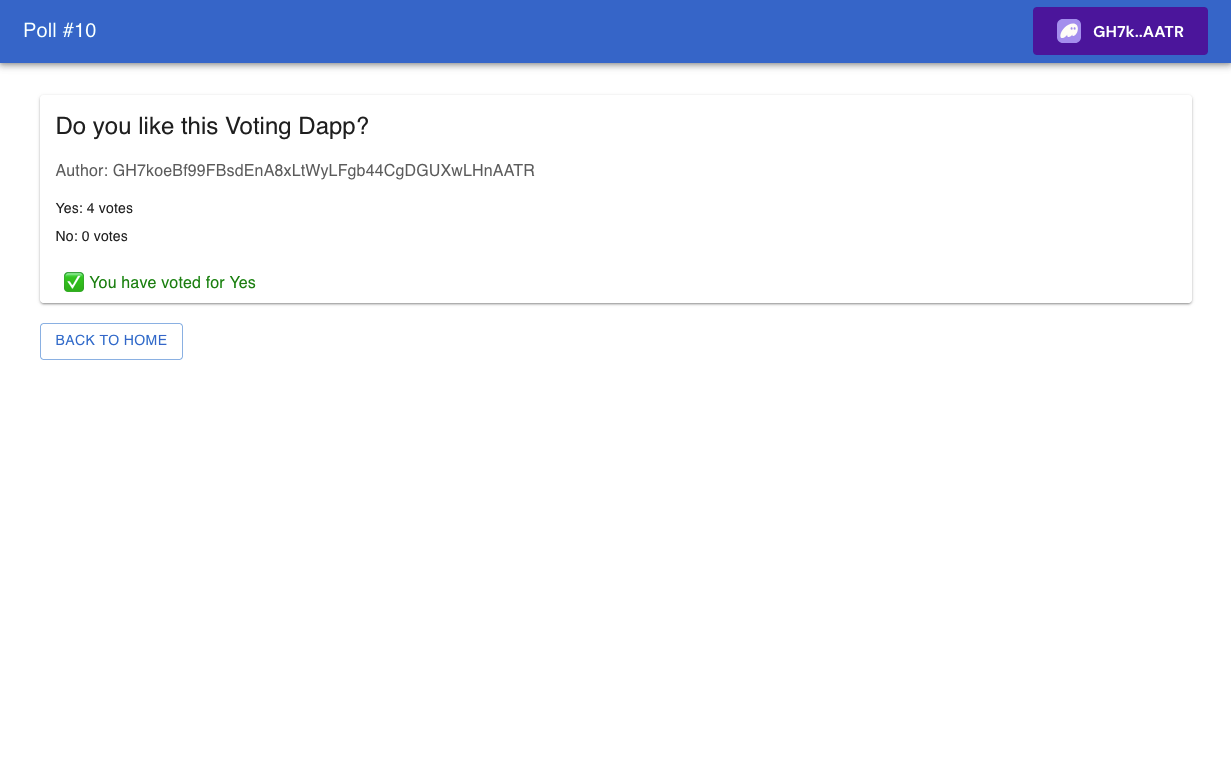 Poll #10
GH7k..AATR
Do you like this Voting Dapp?
Author: GH7koeBf99FBsdEnA8xLtWyLFgb44CgDGUXwLHnAATR
Yes: 4 votes
No: 0 votes
✅ You have voted for Yes
BACK TO HOME